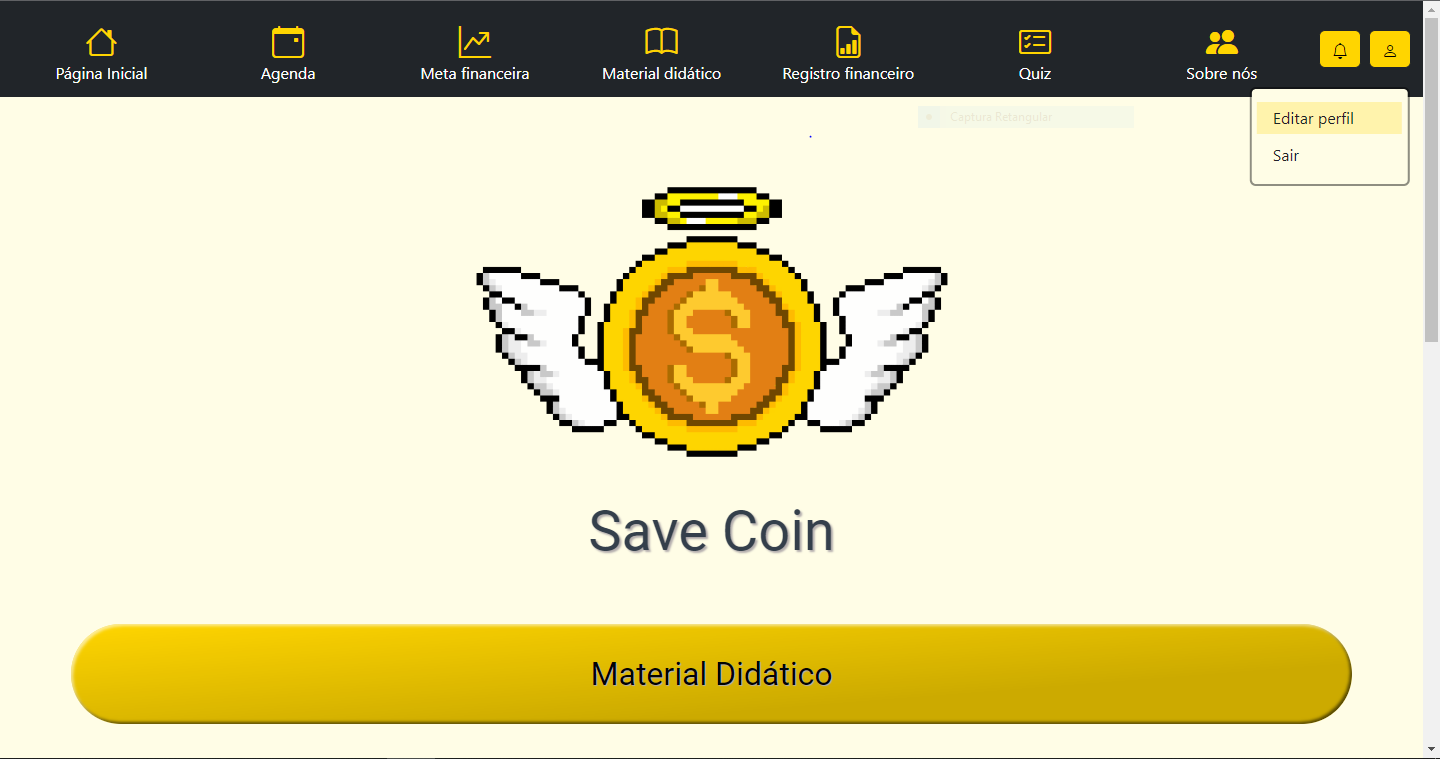 Página Inicial
Agenda
Meta financeira
Material didático
Registro financeiro
Quiz
Sobre nós
Editar perfil
Sair
Captura Retangular
$
Save Coin
Material Didático